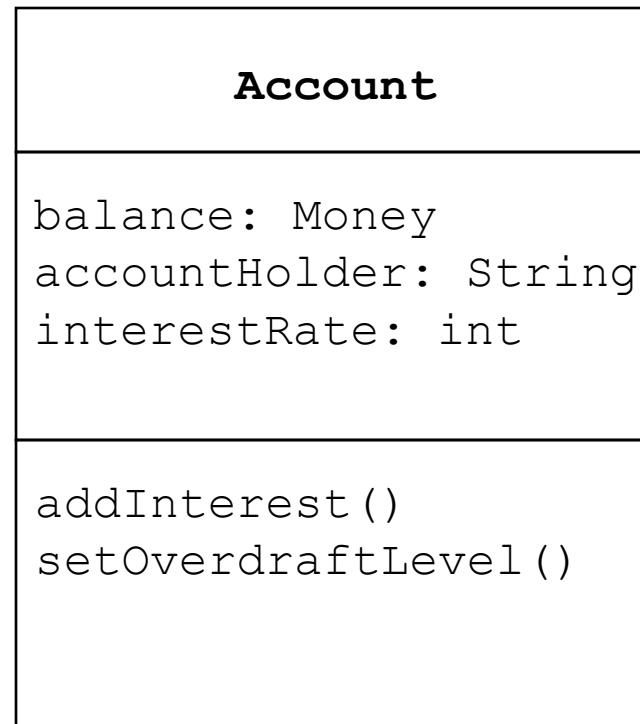 Account
balance: Money
accountHolder: String
interestRate: int
addInterest()
setOverdraftLevel()